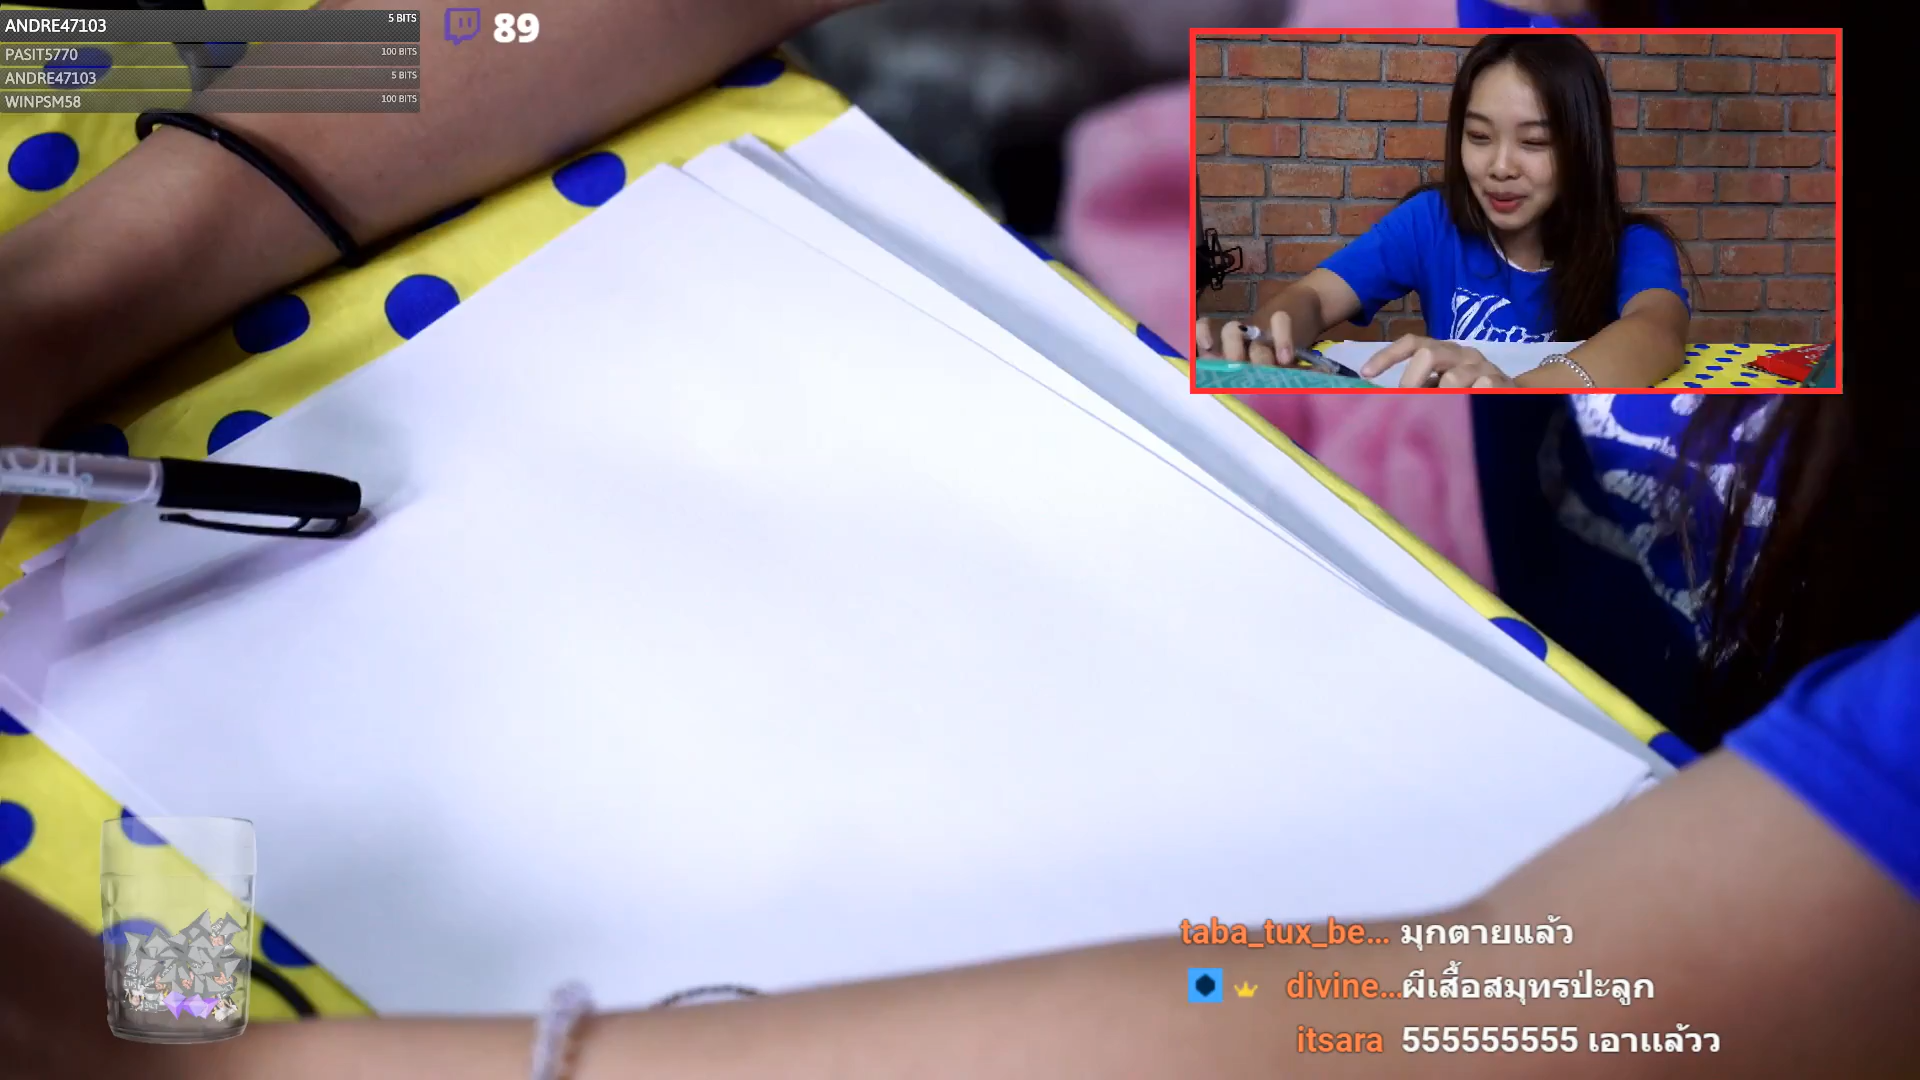 ANDRE47103 5 BITS
PASIT5770 100 BITS
ANDRE47103 5 BITS
WINPSM58 100 BITS
89
taba_tux_be... มุกตายแล้ว
divine...ผีเสื้อสมุทรป่ะลูก
itsara 555555555 เอาแล้วว